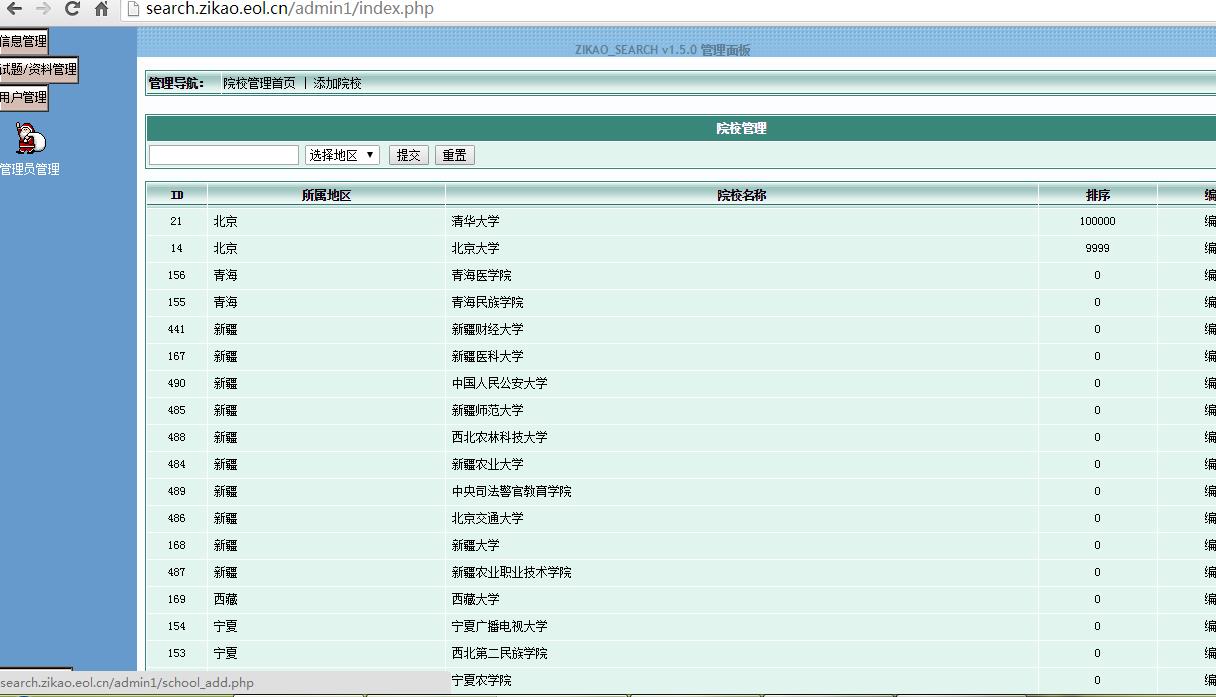 search.zikao.eol.cn/admin1/index.php
信息管理
试题/资料管理
用户管理
管理员管理
ZIKAO_SEARCH v1.5.0 管理面板
管理导航： 院校管理首页 | 添加院校
院校管理
选择地区 ▼ 提交 重置
ID 所属地区 院校名称 排序 编
21 北京 清华大学 100000 编
14 北京 北京大学 9999 编
156 青海 青海医学院 0 编
155 青海 青海民族学院 0 编
441 新疆 新疆财经大学 0 编
167 新疆 新疆医科大学 0 编
490 新疆 中国人民公安大学 0 编
485 新疆 新疆师范大学 0 编
488 新疆 西北农林科技大学 0 编
484 新疆 新疆农业大学 0 编
489 新疆 中央司法警官教育学院 0 编
486 新疆 北京交通大学 0 编
168 新疆 新疆大学 0 编
487 新疆 新疆农业职业技术学院 0 编
169 西藏 西藏大学 0 编
154 宁夏 宁夏广播电视大学 0 编
153 宁夏 西北第二民族学院 0 编
宁夏农学院 0 编
search.zikao.eol.cn/admin1/school_add.php